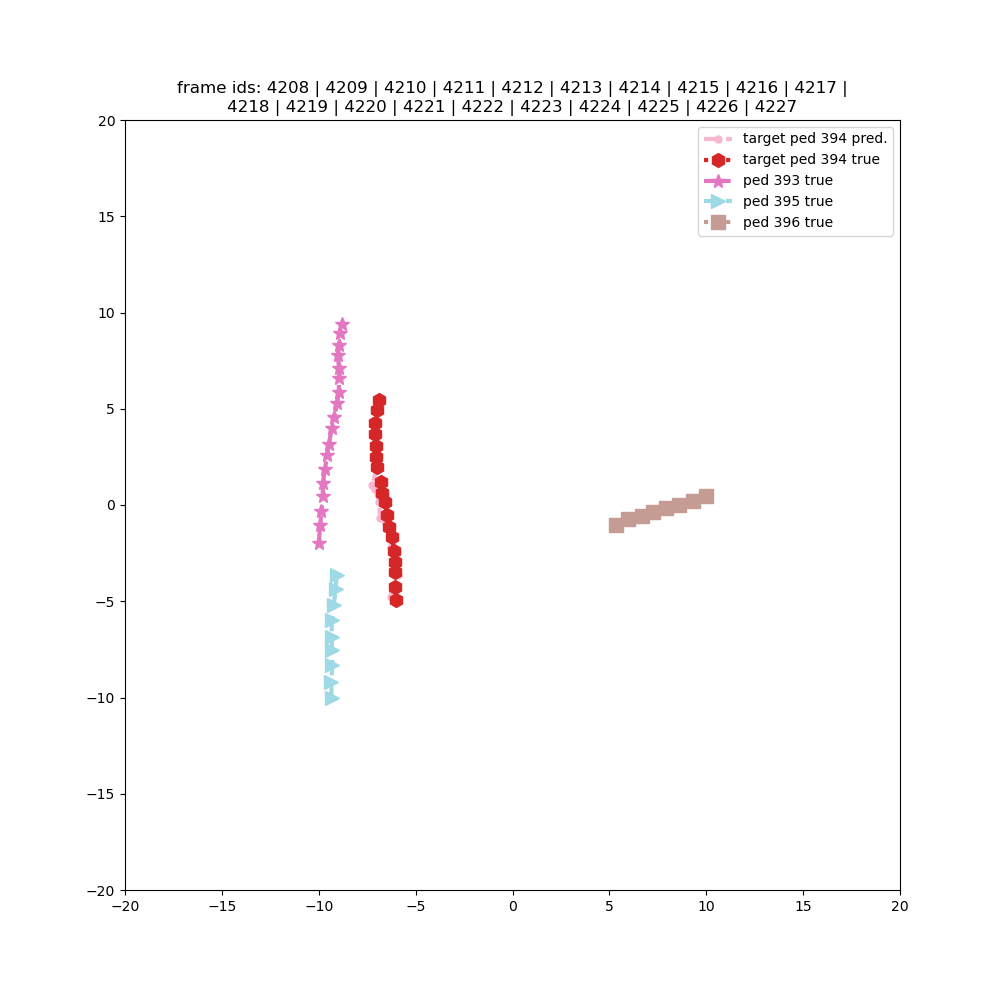 frame ids: 4208 | 4209 | 4210 | 4211 | 4212 | 4213 | 4214 | 4215 | 4216 | 4217 |
4218 | 4219 | 4220 | 4221 | 4222 | 4223 | 4224 | 4225 | 4226 | 4227
target ped 394 pred.
target ped 394 true
ped 393 true
ped 395 true
ped 396 true
20
15
10
5
0
−5
−10
−15
−20
−20 −15 −10 −5 0 5 10 15 20